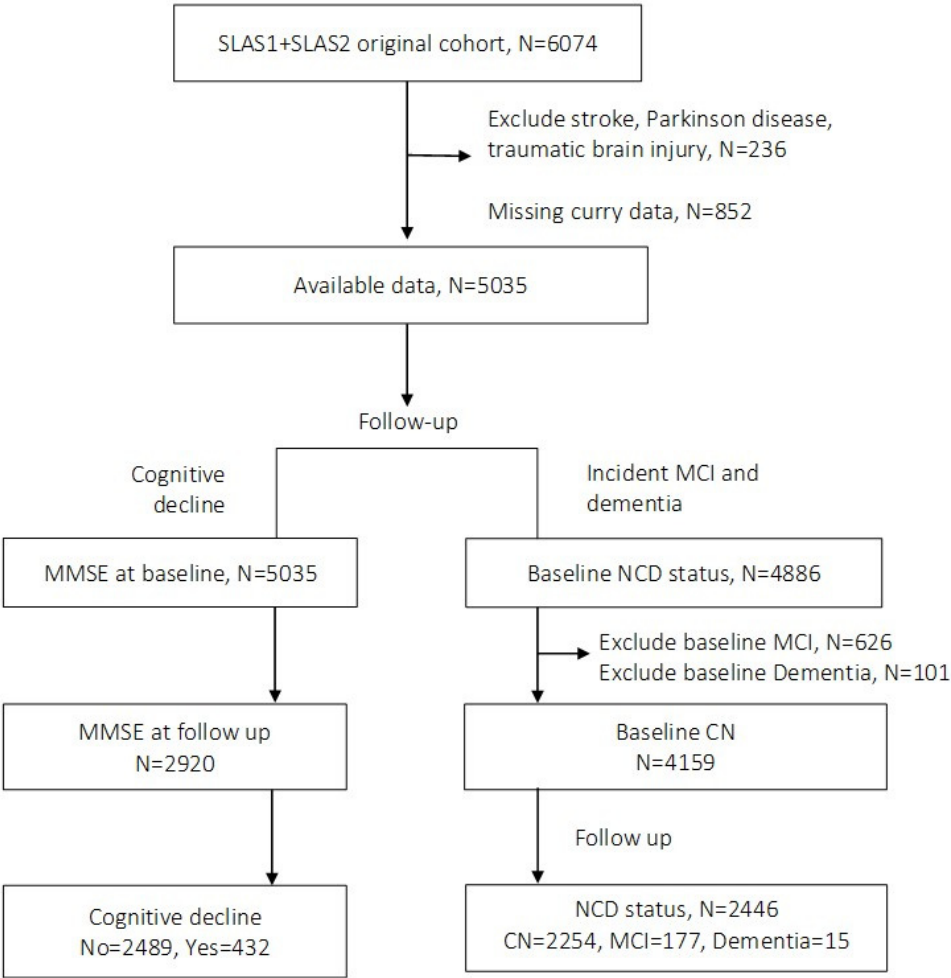 SLAS1+SLAS2 original cohort, N=6074
Exclude stroke, Parkinson disease,
traumatic brain injury, N=236
Missing curry data, N=852
Available data, N=5035
Follow-up
Cognitive
decline
Incident MCI and
dementia
MMSE at baseline, N=5035
Baseline NCD status, N=4886
Exclude baseline MCI, N=626
Exclude baseline Dementia, N=101
MMSE at follow up
N=2920
Baseline CN
N=4159
Follow up
Cognitive decline
No=2489, Yes=432
NCD status, N=2446
CN=2254, MCI=177, Dementia=15